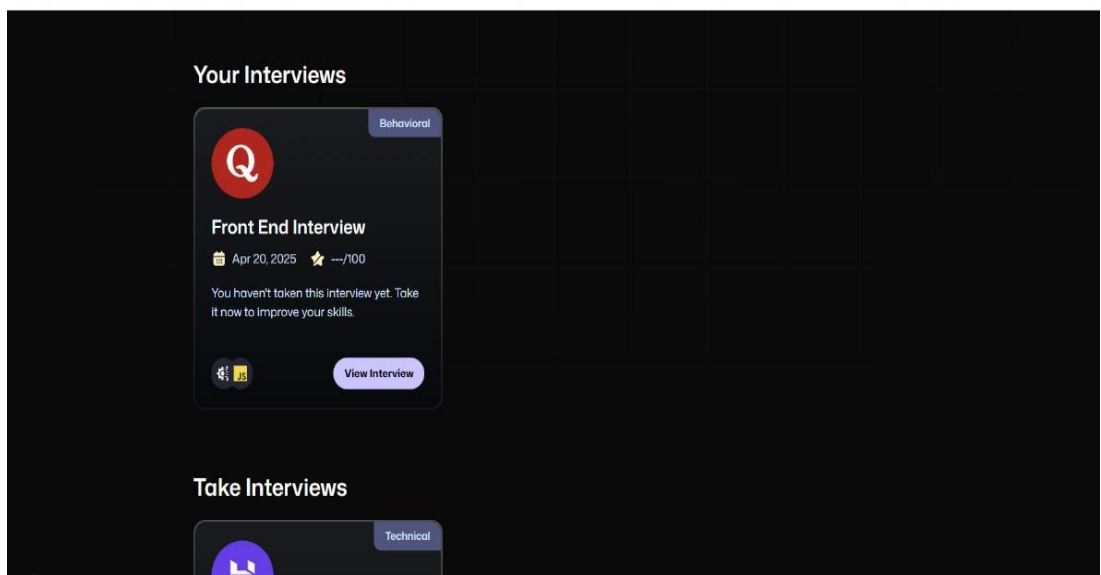 Your Interviews
Behavioral
Q
Front End Interview
Apr 20, 2025 ---/100
You haven't taken this interview yet. Take
it now to improve your skills.
JS
View Interview
Take Interviews
Technical